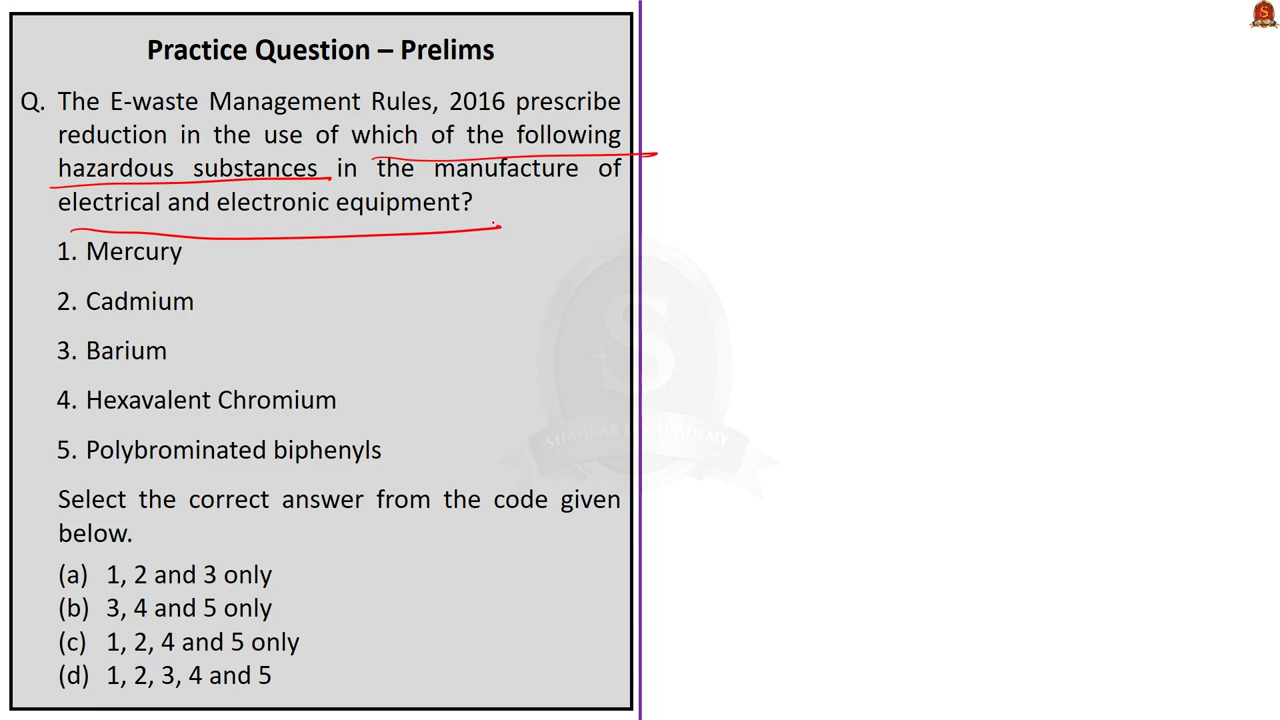 Practice Question – Prelims
Q. The E-waste Management Rules, 2016 prescribe
reduction in the use of which of the following
hazardous substances in the manufacture of
electrical and electronic equipment?
1. Mercury
2. Cadmium
3. Barium
4. Hexavalent Chromium
5. Polybrominated biphenyls
Select the correct answer from the code given
below.
(a) 1, 2 and 3 only
(b) 3, 4 and 5 only
(c) 1, 2, 4 and 5 only
(d) 1, 2, 3, 4 and 5
S